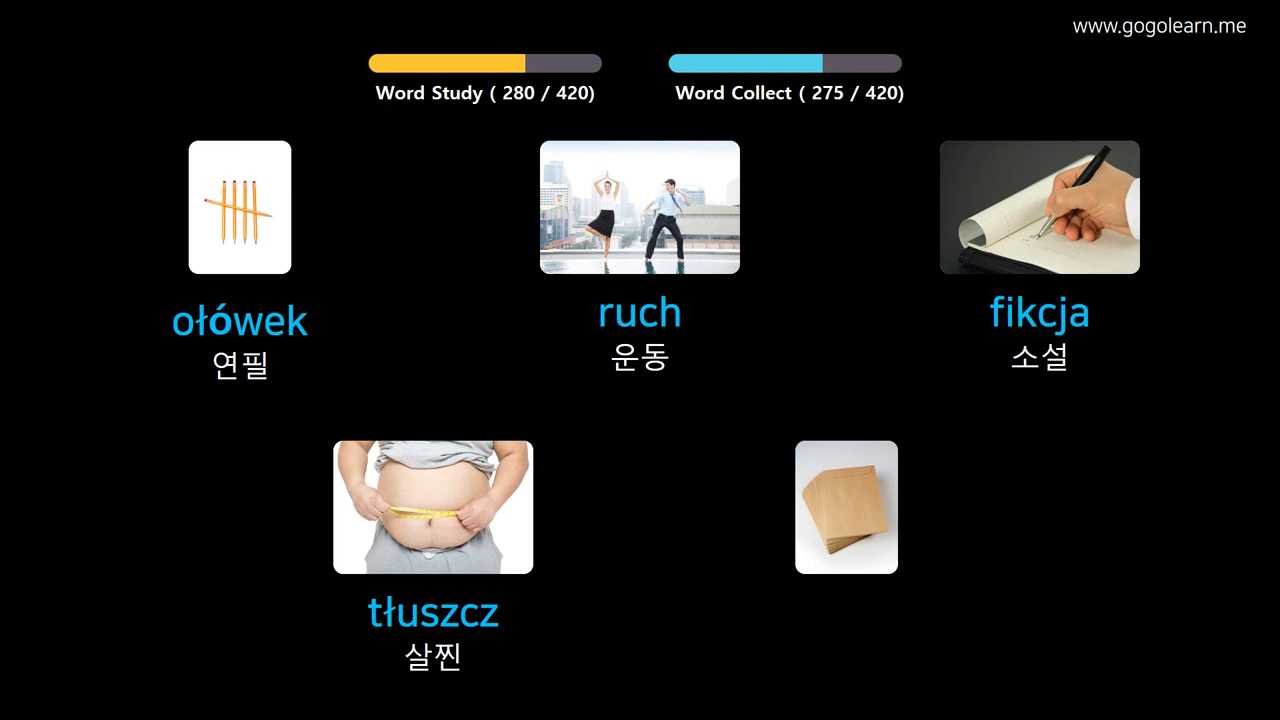 www.gogolearn.me
Word Study ( 280 / 420)
Word Collect ( 275 / 420)
ołówek
연필
ruch
운동
fikcja
소설
tłuszcz
살찐